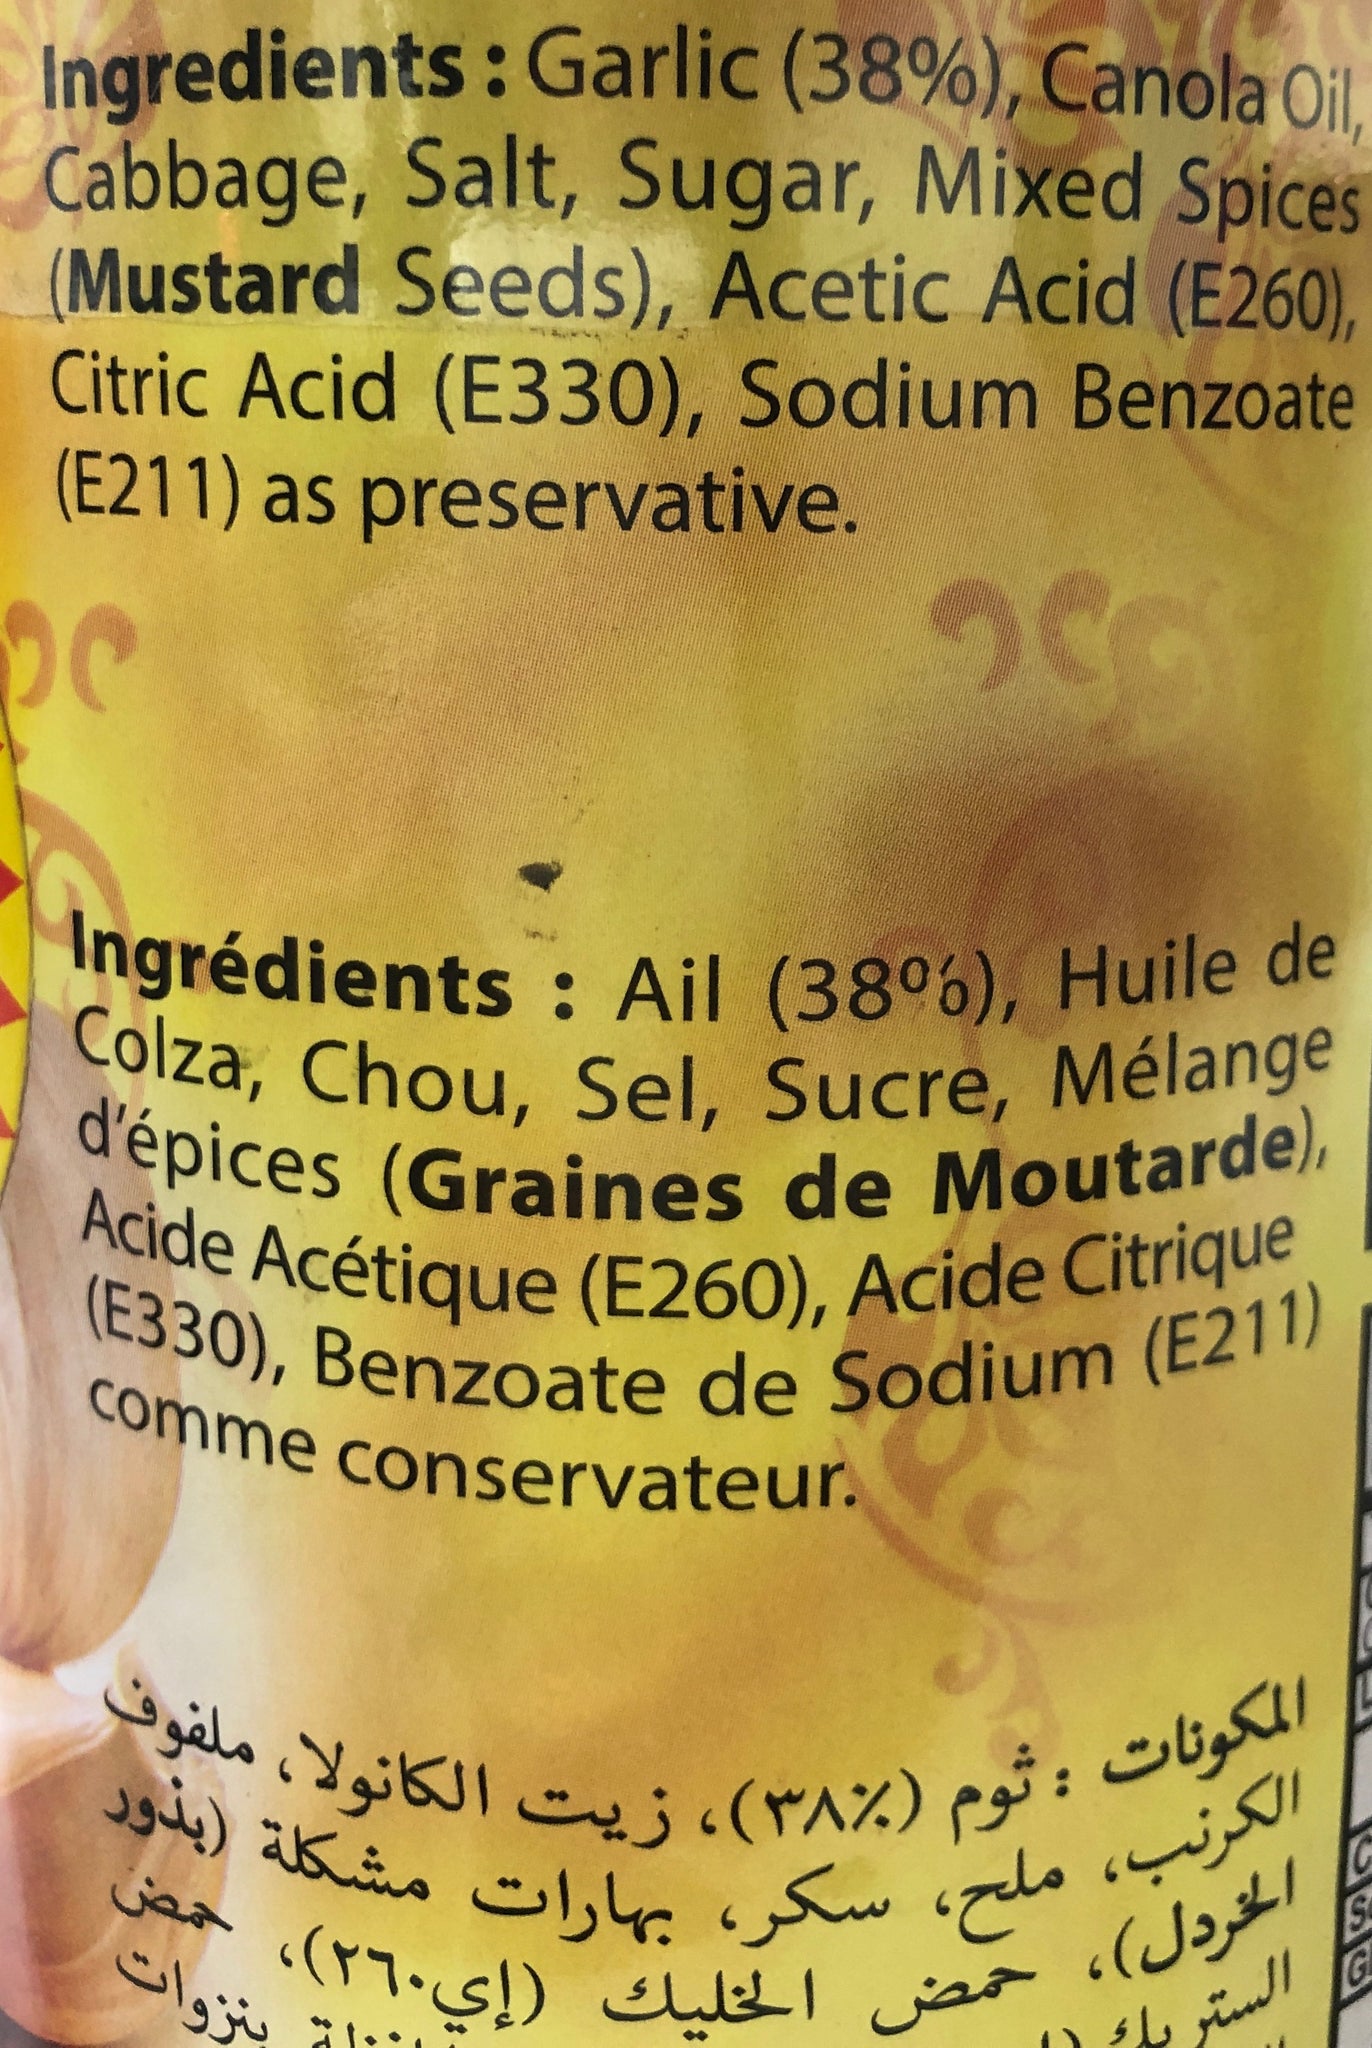 Ingredients : Garlic (38%), Canola Oil,
Cabbage, Salt, Sugar, Mixed Spices
(Mustard Seeds), Acetic Acid (E260),
Citric Acid (E330), Sodium Benzoate
(E211) as preservative.
Ingrédients : Ail (38%), Huile de
Colza, Chou, Sel, Sucre, Mélange
d'épices (Graines de Moutarde),
Acide Acétique (E260), Acide Citrique
(E330), Benzoate de Sodium (E211)
comme conservateur.
المكونات : ثوم (٣٨٪)، زيت الكانولا، ملفوف
الكرنب، ملح، سكر، بهارات مشكلة (بذور
الخردل)، حمض الخليك (إي٢٦٠)، حمض
الستريك بنزوات